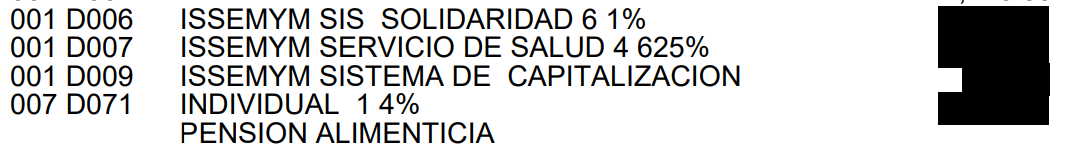 001 D006 ISSEMYM SIS SOLIDARIDAD 6 1%
001 D007 ISSEMYM SERVICIO DE SALUD 4 625%
001 D009 ISSEMYM SISTEMA DE CAPITALIZACION
007 D071 INDIVIDUAL 1 4%
PENSION ALIMENTICIA